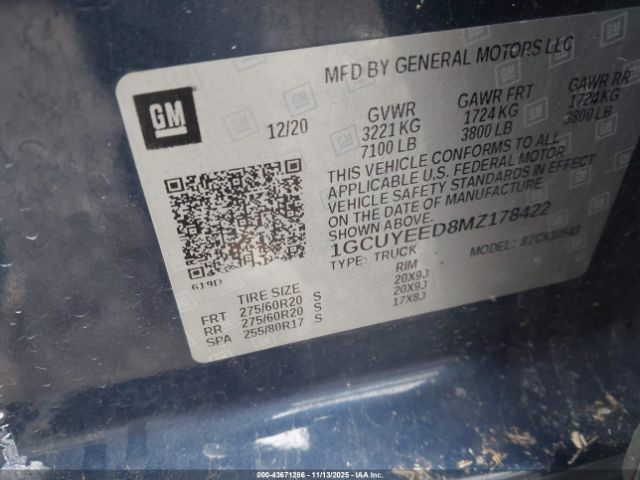 MFD BY GENERAL MOTORS LLC
GM
12/20
GVWR GAWR FRT GAWR RR
3221 KG 1724 KG 1724 KG
7100 LB 3800 LB 3800 LB
THIS VEHICLE CONFORMS TO ALL
APPLICABLE U.S. FEDERAL MOTOR
VEHICLE SAFETY STANDARDS IN EFFECT
ON THE DATE OF MANUFACTURE.
1GCUYEED8MZ178422
TYPE: TRUCK MODEL:
619D
TIRE SIZE RIM
FRT 275/60R20 S 20X9J
RR 275/60R20 S 20X9J
SPA 255/80R17 S 17X8J
00-43671286 - 11/13/2025 - IAA Inc.